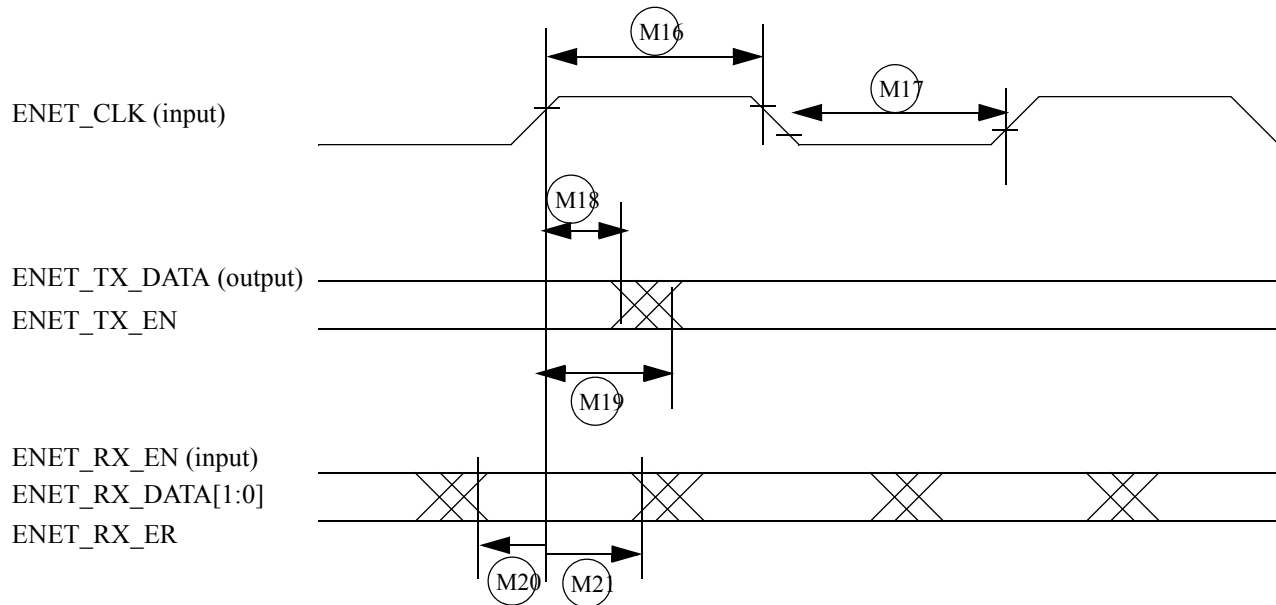 M16
ENET_CLK (input)
M17
M18
ENET_TX_DATA (output)
ENET_TX_EN
M19
ENET_RX_EN (input)
ENET_RX_DATA[1:0]
ENET_RX_ER
M20
M21